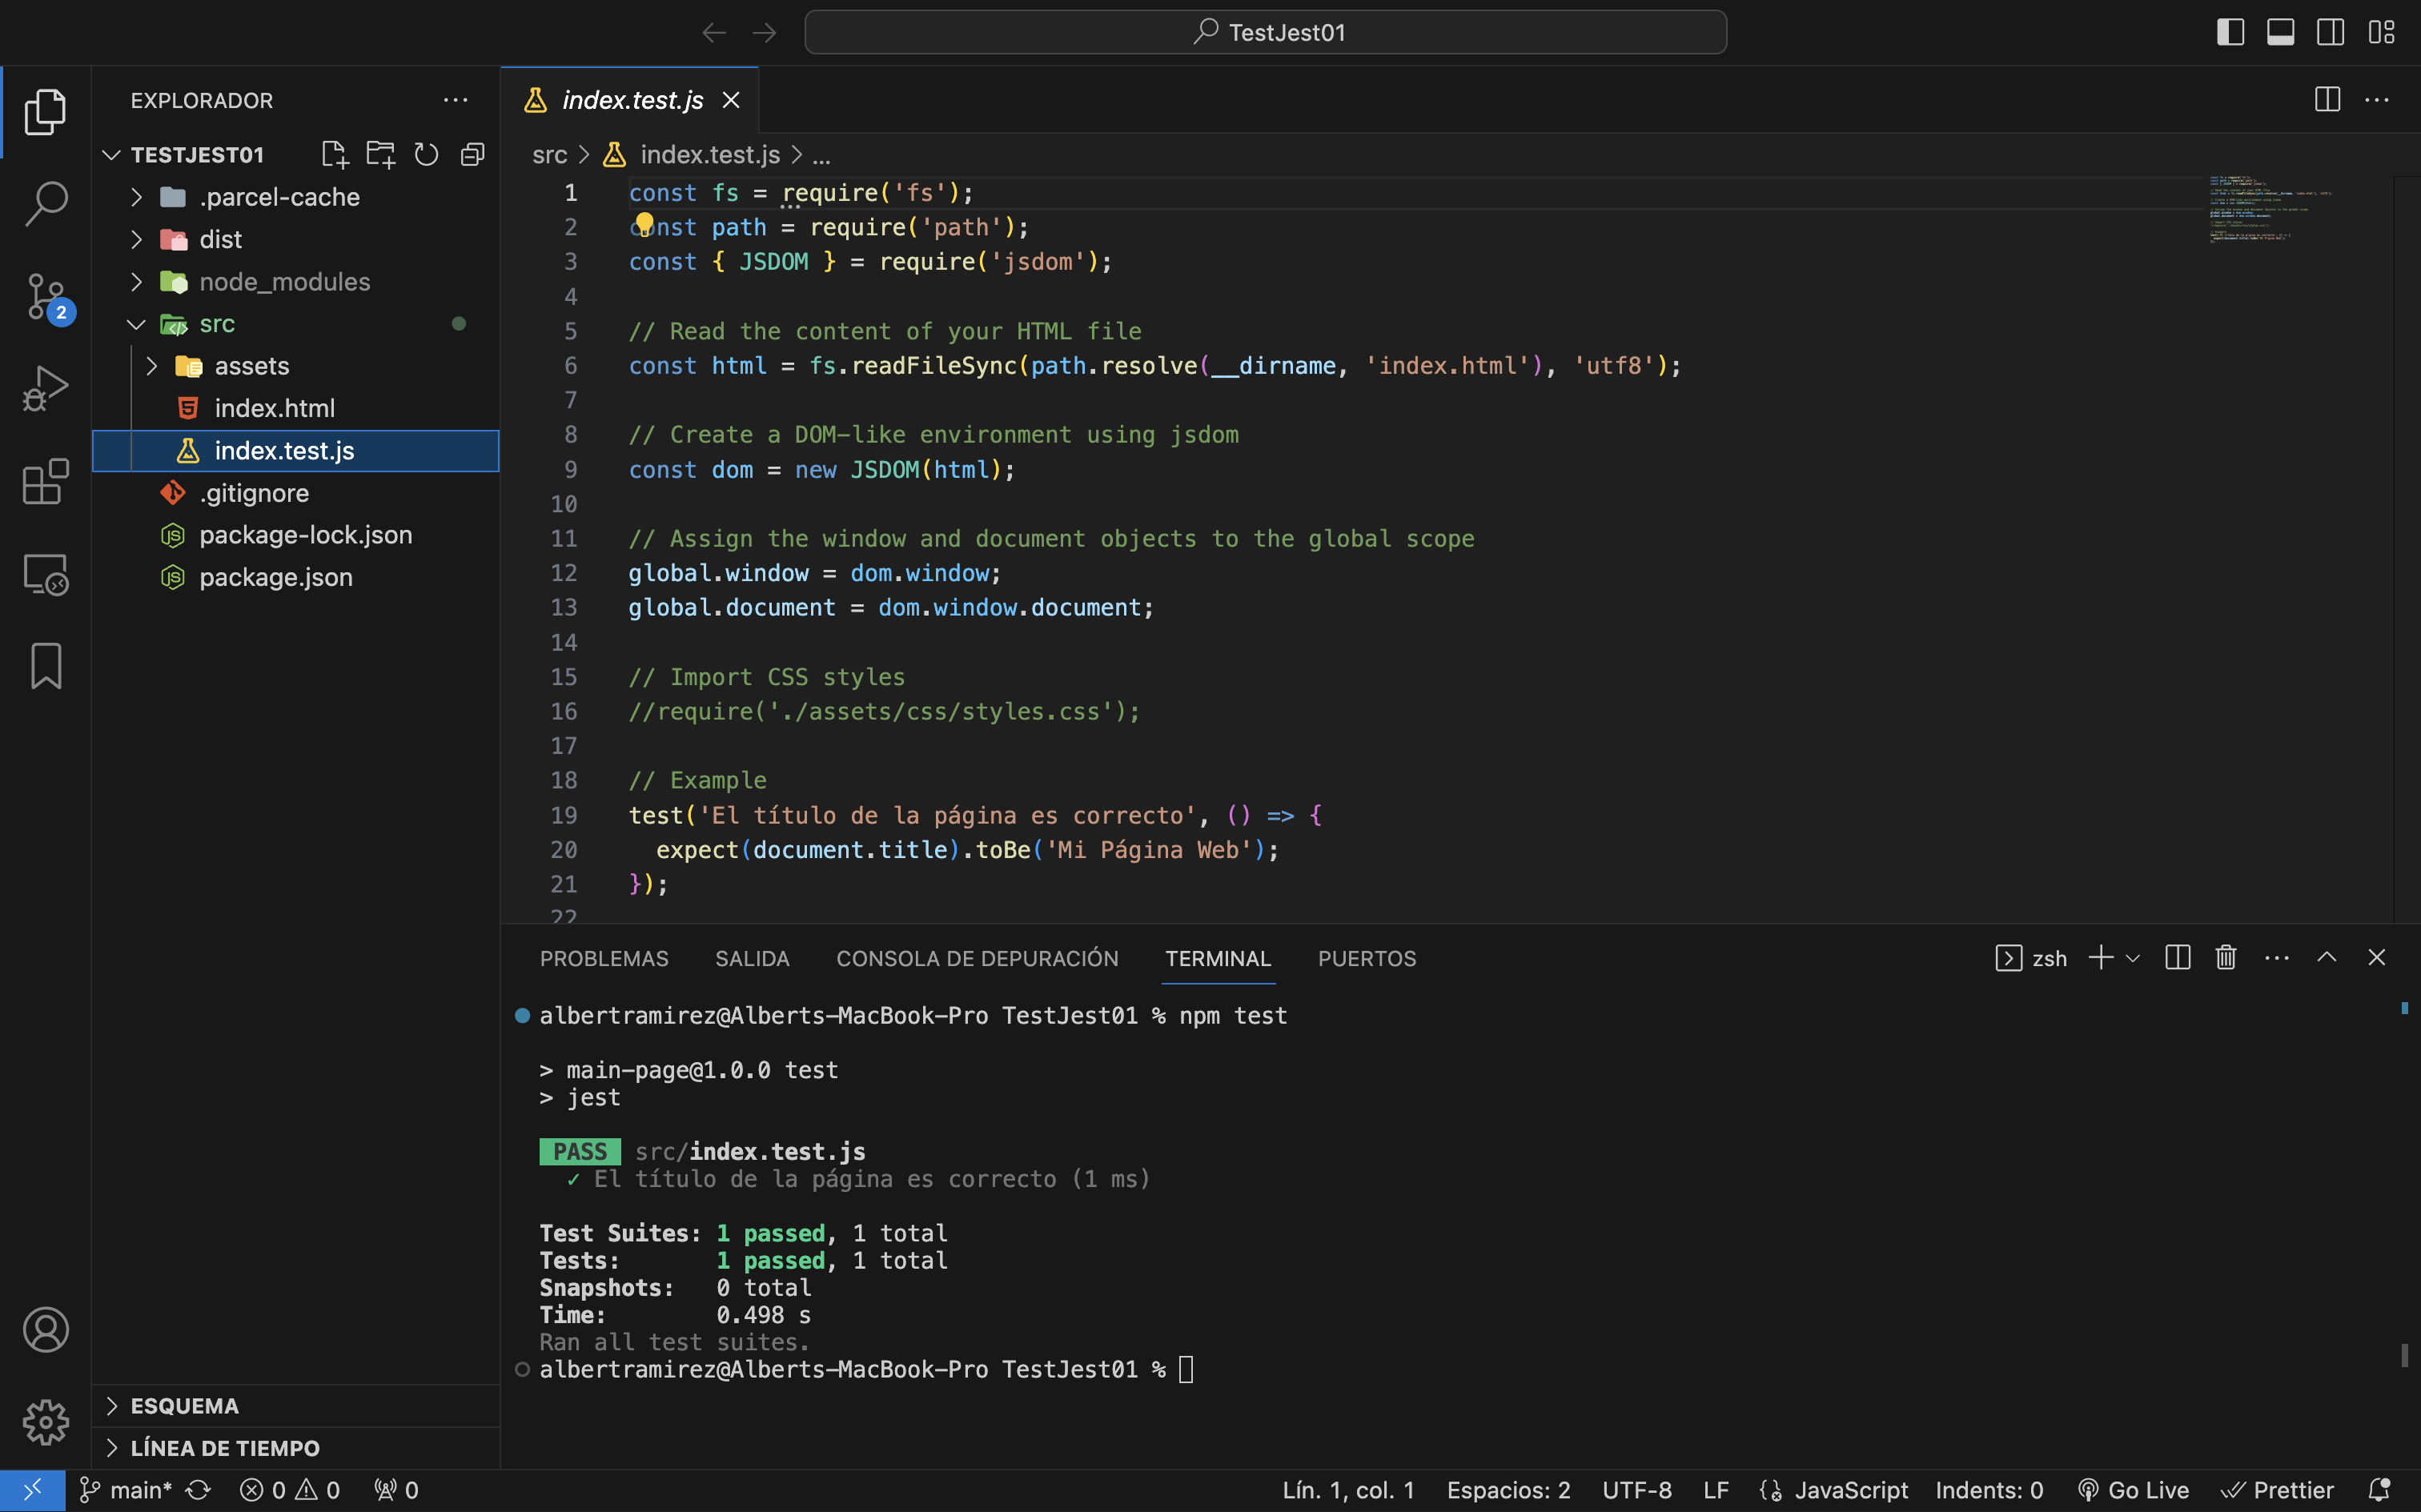 TestJest01
EXPLORADOR
TESTJEST01
.parcel-cache
dist
node_modules
src
assets
index.html
index.test.js
.gitignore
package-lock.json
package.json
2
ESQUEMA
LÍNEA DE TIEMPO
index.test.js
src > index.test.js > ...
1 const fs = require('fs');
2 const path = require('path');
3 const { JSDOM } = require('jsdom');
4
5 // Read the content of your HTML file
6 const html = fs.readFileSync(path.resolve(__dirname, 'index.html'), 'utf8');
7
8 // Create a DOM-like environment using jsdom
9 const dom = new JSDOM(html);
10
11 // Assign the window and document objects to the global scope
12 global.window = dom.window;
13 global.document = dom.window.document;
14
15 // Import CSS styles
16 //require('./assets/css/styles.css');
17
18 // Example
19 test('El título de la página es correcto', () => {
20 expect(document.title).toBe('Mi Página Web');
21 });
22
PROBLEMAS SALIDA CONSOLA DE DEPURACIÓN TERMINAL PUERTOS zsh
albertramirez@Alberts-MacBook-Pro TestJest01 % npm test
> main-page@1.0.0 test
> jest
PASS src/index.test.js
✓ El título de la página es correcto (1 ms)
Test Suites: 1 passed, 1 total
Tests: 1 passed, 1 total
Snapshots: 0 total
Time: 0.498 s
Ran all test suites.
albertramirez@Alberts-MacBook-Pro TestJest01 %
main* 0 0 0 Lín. 1, col. 1 Espacios: 2 UTF-8 LF JavaScript Indents: 0 Go Live Prettier